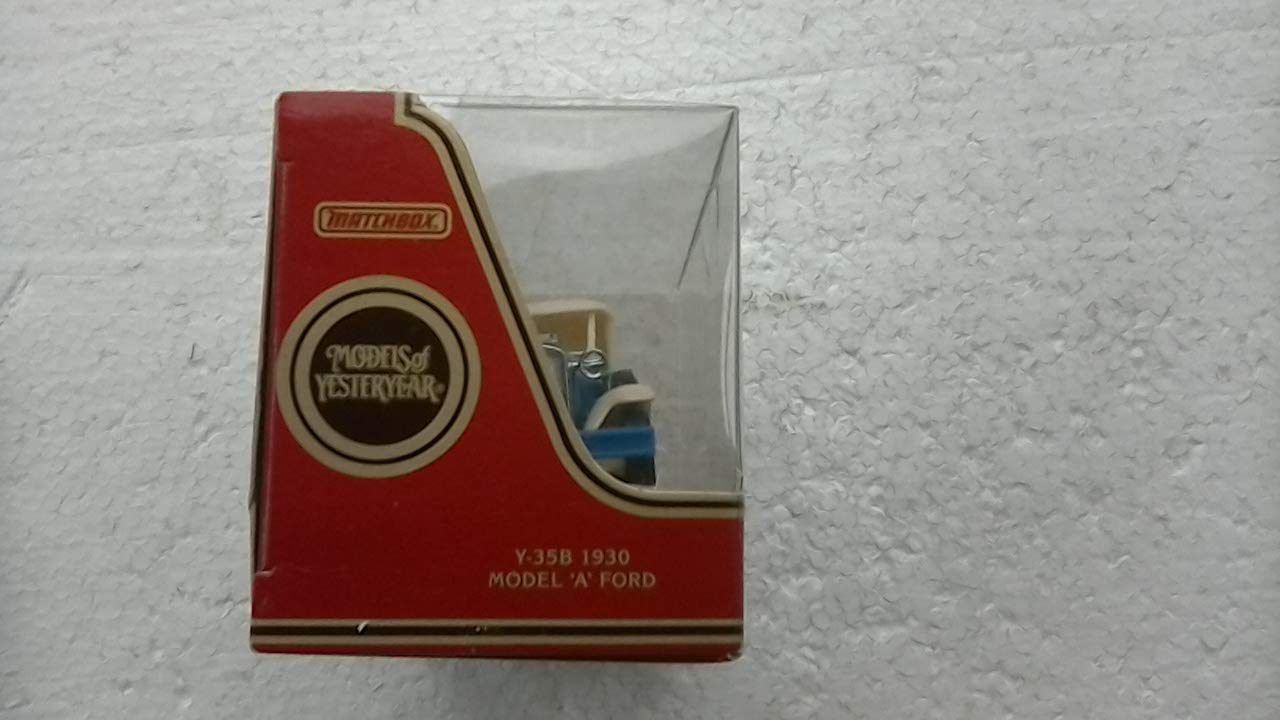 MATCHBOX®
MODELS of
YESTERYEAR®
Y-35B 1930
MODEL 'A' FORD